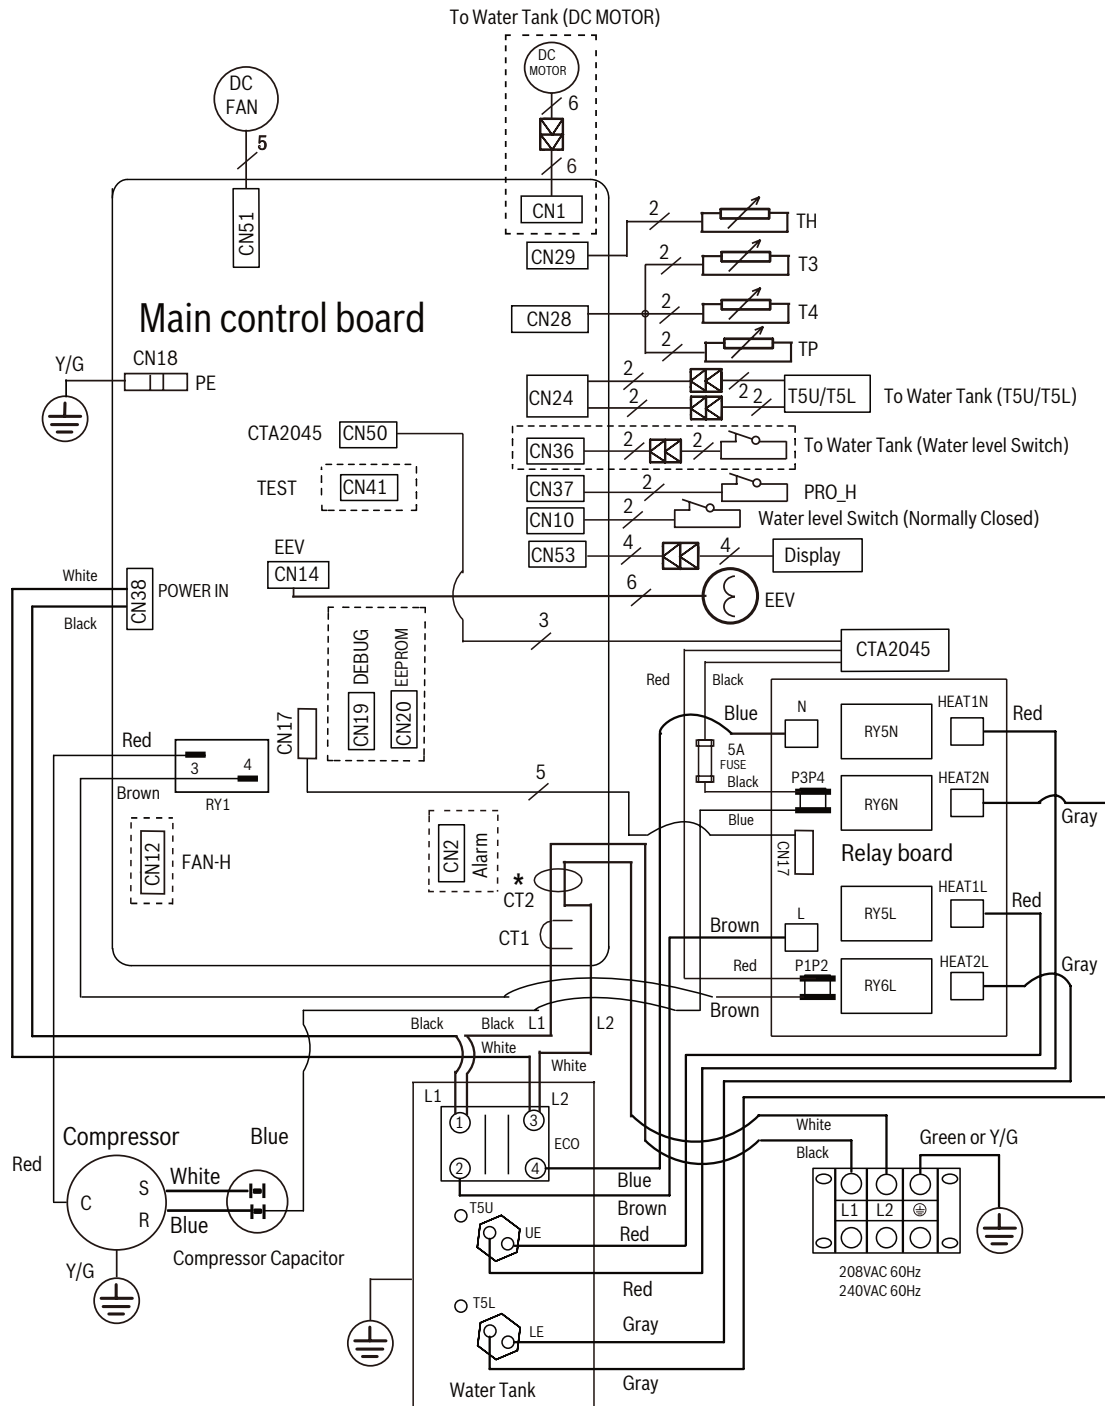 To Water Tank (DC MOTOR)
DC
MOTOR
DC
FAN
6
5
6
CN51
CN1
2
TH
CN29
2
T3
Main control board
CN28
2
T4
2
TP
CN18
Y/G
PE
2
2
CN24
T5U/T5L
To Water Tank (T5U/T5L)
2
2
2
CTA2045
CN50
CN36
2
2
To Water Tank (Water level Switch)
TEST
CN41
CN37
2
PRO_H
CN10
2
Water level Switch (Normally Closed)
EEV
CN53
4
4
Display
CN14
White
CN38
POWER IN
6
EEV
Black
3
CTA2045
DEBUG
EEPROM
Red
Black
CN19
CN20
CN17
N
HEAT1N
Blue
RY5N
Red
Red
3
4
5A
FUSE
Brown
RY1
5
Black
P3P4
HEAT2N
Blue
RY6N
Gray
CN12
FAN-H
CN2
Alarm
CN17
Relay board
*
CT2
HEAT1L
L
RY5L
Red
CT1
Brown
Red
P1P2
HEAT2L
RY6L
Gray
Brown
Black
Black
L1
L2
White
White
L1
L2
1
3
ECO
White
Green or Y/G
Compressor
Blue
Black
Red
2
4
S
White
C
Blue
L1
L2
R
Blue
Brown
T5U
UE
Red
Compressor Capacitor
Y/G
208VAC 60Hz
240VAC 60Hz
Red
T5L
Gray
LE
Water Tank
Gray